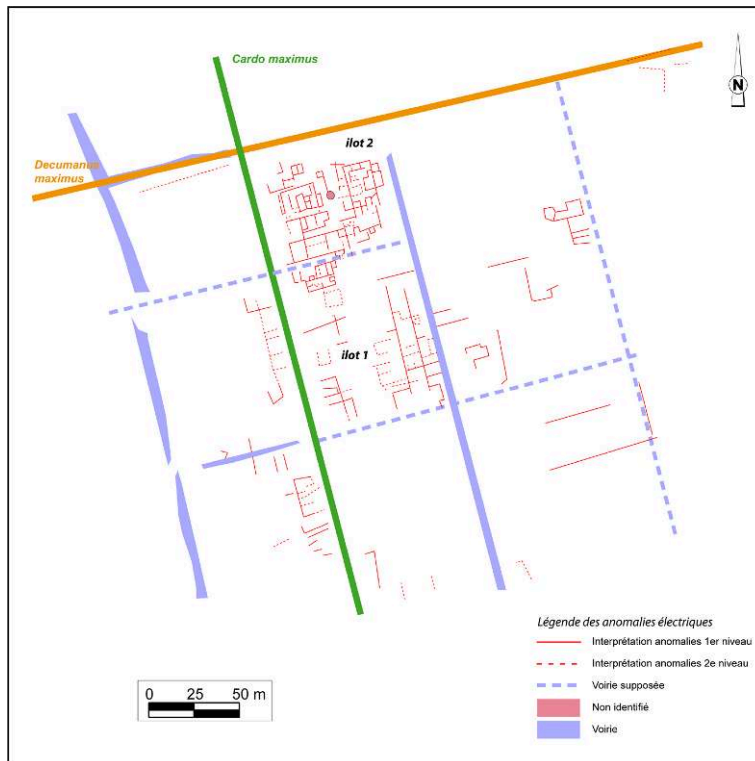 Cardo maximus
N
ilot 2
Decumanus
maximus
ilot 1
Légende des anomalies électriques
Interprétation anomalies 1er niveau
Interprétation anomalies 2e niveau
Voirie supposée
Non identifié
Voirie
0 25 50 m